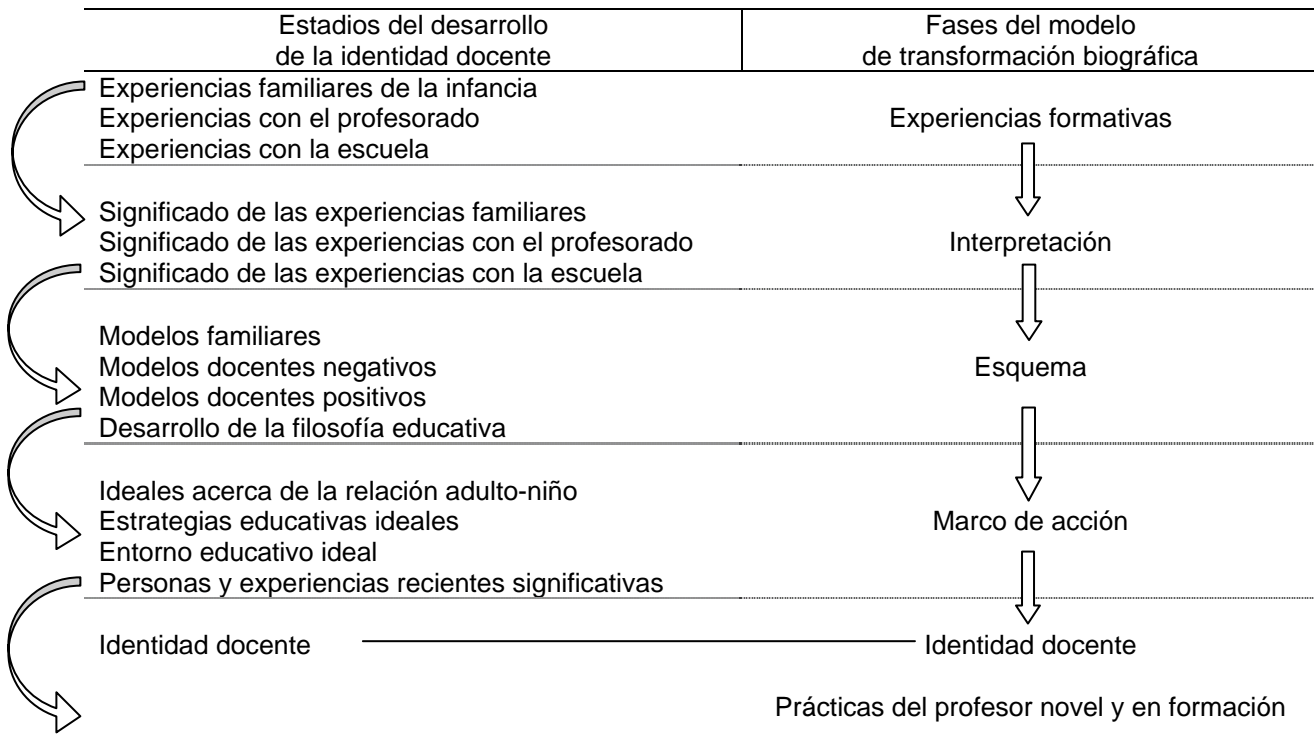 Estadios del desarrollo
de la identidad docente
Fases del modelo
de transformación biográfica
Experiencias familiares de la infancia
Experiencias con el profesorado
Experiencias con la escuela
Experiencias formativas
Significado de las experiencias familiares
Significado de las experiencias con el profesorado
Significado de las experiencias con la escuela
Interpretación
Modelos familiares
Modelos docentes negativos
Modelos docentes positivos
Desarrollo de la filosofía educativa
Esquema
Ideales acerca de la relación adulto-niño
Estrategias educativas ideales
Entorno educativo ideal
Personas y experiencias recientes significativas
Marco de acción
Identidad docente
Identidad docente
Prácticas del profesor novel y en formación